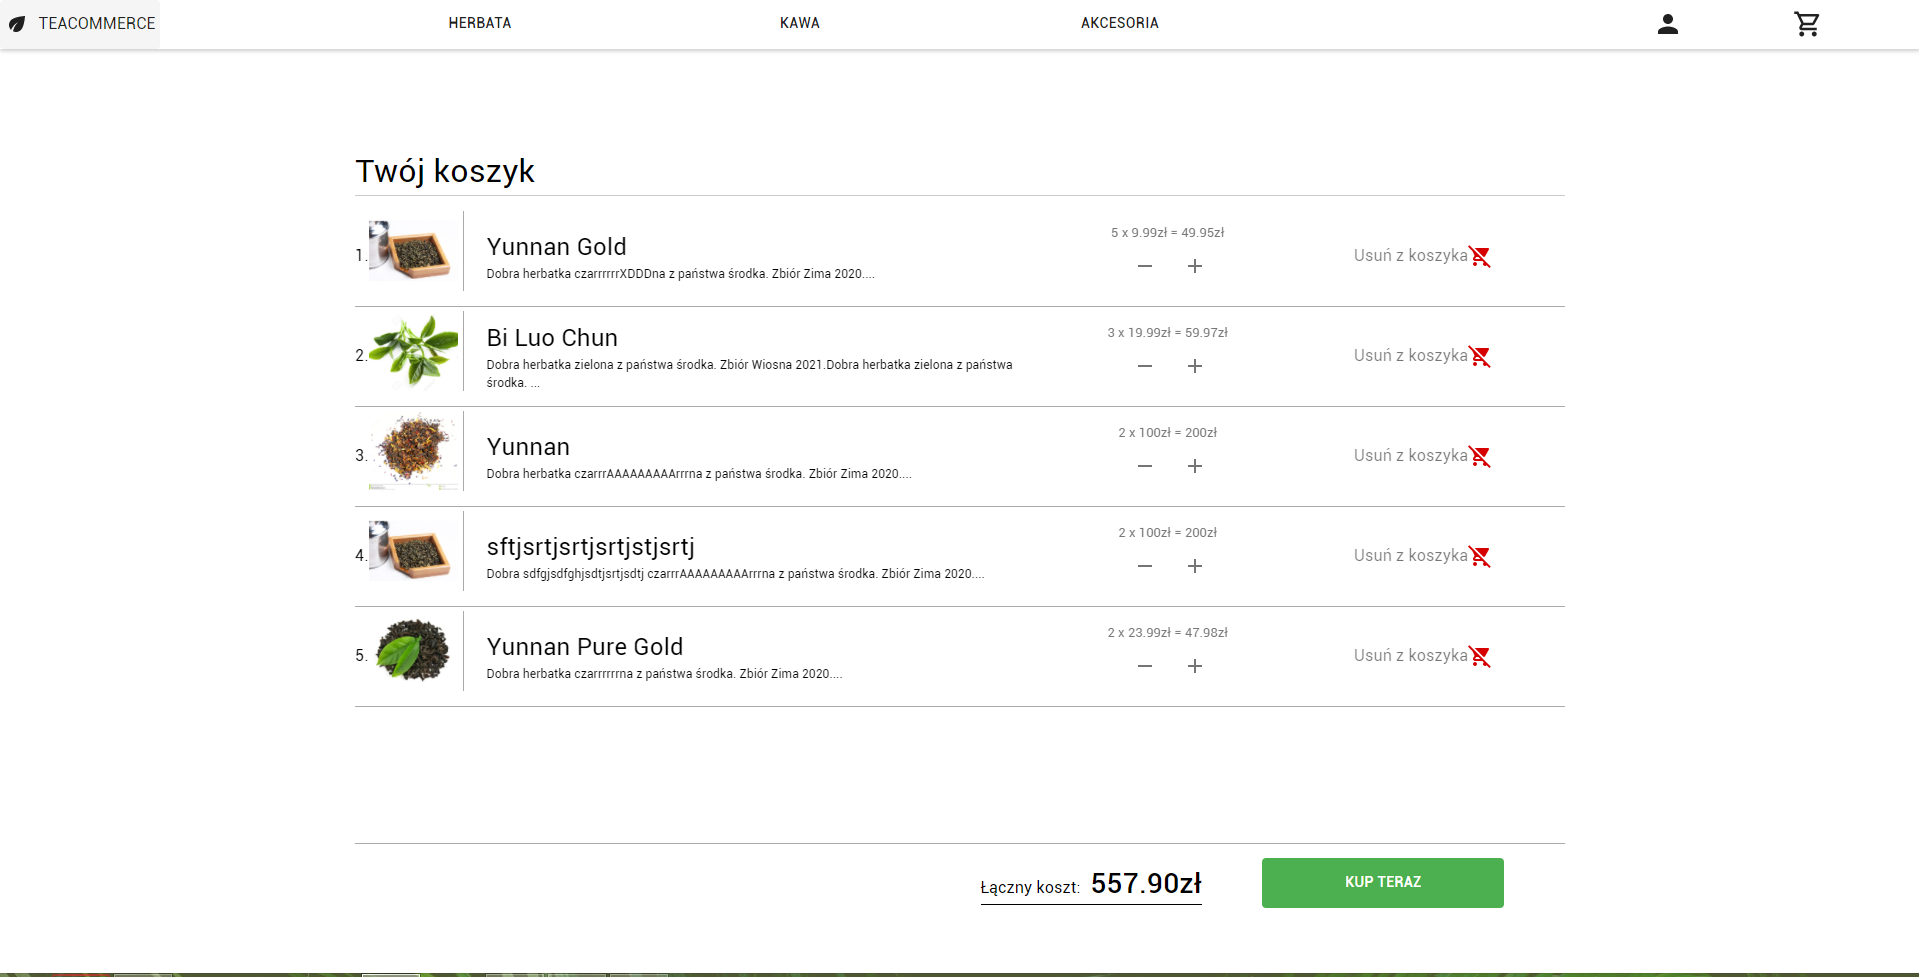 TEACOMMERCE
HERBATA
KAWA
AKCESORIA
Twój koszyk
1.
Yunnan Gold
Dobra herbatka czarrrrrrXDDDna z państwa środka. Zbiór Zima 2020....
5 x 9.99zł = 49.95zł
Usuń z koszyka
2.
Bi Luo Chun
Dobra herbatka zielona z państwa środka. Zbiór Wiosna 2021.Dobra herbatka zielona z państwa
środka. ...
3 x 19.99zł = 59.97zł
Usuń z koszyka
3.
Yunnan
Dobra herbatka czarrrAAAAAAAAArrrna z państwa środka. Zbiór Zima 2020....
2 x 100zł = 200zł
Usuń z koszyka
4.
sftjsrtjsrtjsrtjstjsrtj
Dobra sdfgjsdfghjsdtjsrtjsdtj czarrrAAAAAAAAArrrna z państwa środka. Zbiór Zima 2020....
2 x 100zł = 200zł
Usuń z koszyka
5.
Yunnan Pure Gold
Dobra herbatka czarrrrrrna z państwa środka. Zbiór Zima 2020....
2 x 23.99zł = 47.98zł
Usuń z koszyka
Łączny koszt: 557.90zł
KUP TERAZ